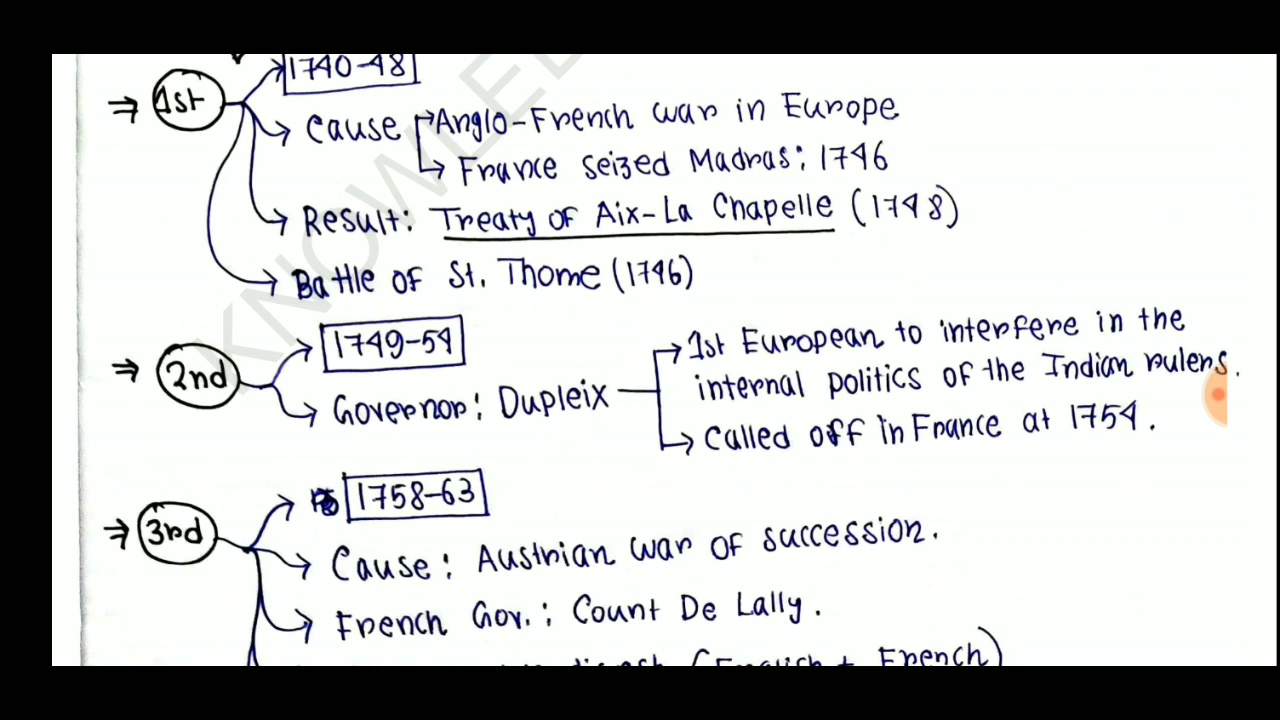 1740-48
⇒ 1st
Cause → Anglo-French war in Europe
→ France seized Madras: 1746
→ Result: Treaty of Aix-La Chapelle (1748)
→ Battle of St. Thome (1746)
⇒ 2nd → 1749-54
→ Governor: Dupleix → 1st European to interfere in the
internal politics of the Indian rulers.
→ Called off in France at 1754.
⇒ 3rd → 1758-63
→ Cause: Austrian war of succession.
→ French Gov.: Count De Lally.
(English + French)